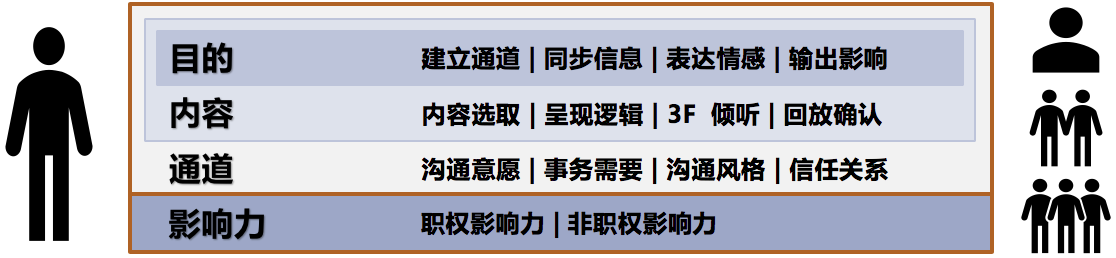 目的 建立通道 | 同步信息 | 表达情感 | 输出影响
内容 内容选取 | 呈现逻辑 | 3F 倾听 | 回放确认
通道 沟通意愿 | 事务需要 | 沟通风格 | 信任关系
影响力 职权影响力 | 非职权影响力